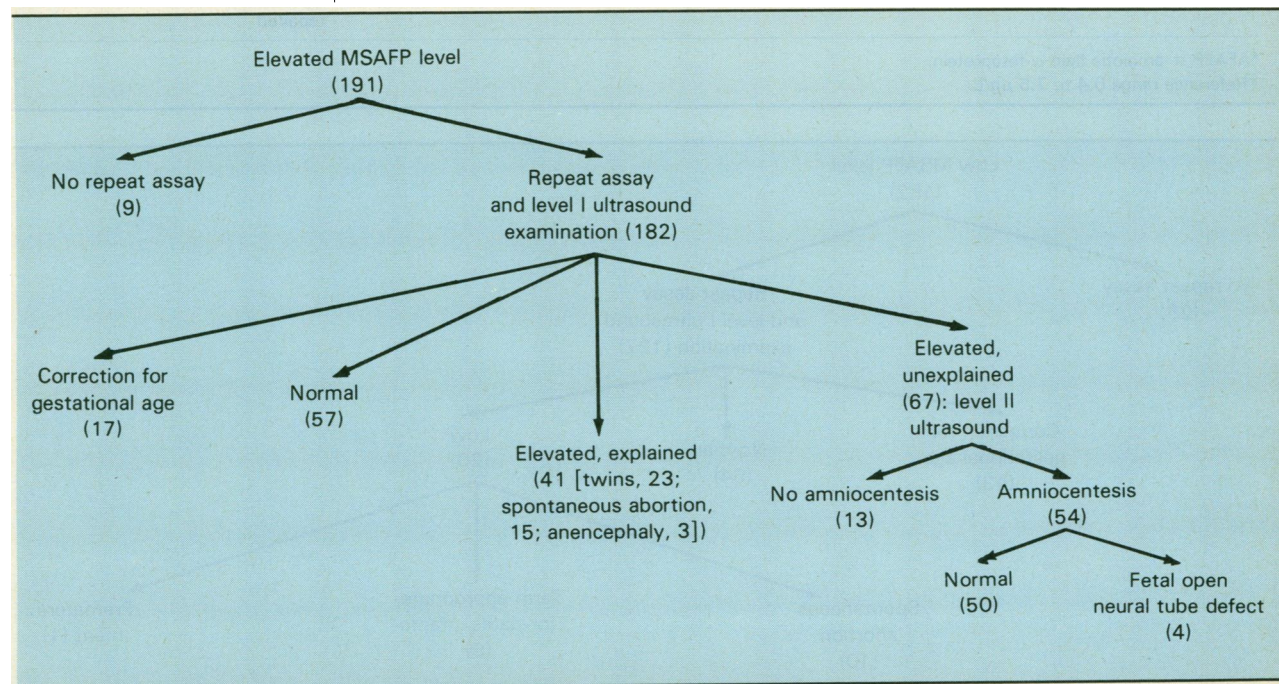 Elevated MSAFP level
(191)
No repeat assay
(9)
Repeat assay
and level I ultrasound
examination (182)
Correction for
gestational age
(17)
Normal
(57)
Elevated, explained
(41 [twins, 23;
spontaneous abortion,
15; anencephaly, 3])
Elevated,
unexplained
(67): level II
ultrasound
No amniocentesis
(13)
Amniocentesis
(54)
Normal
(50)
Fetal open
neural tube defect
(4)